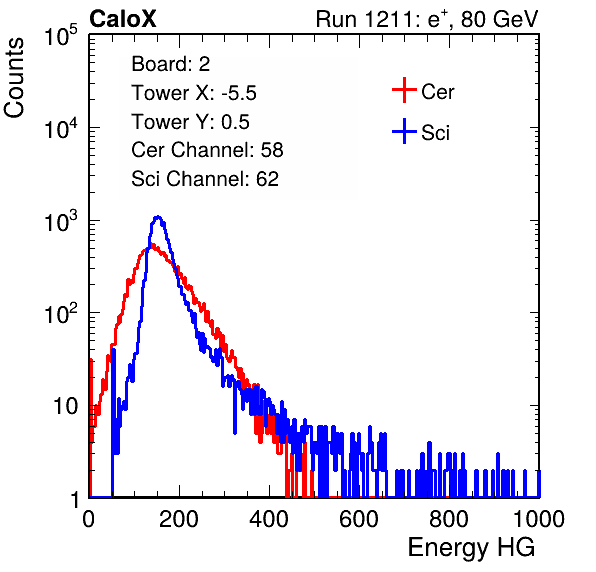 CaloX Run 1211: e⁺, 80 GeV
Counts
10⁵
10⁴
10³
10²
10
1
Board: 2
Tower X: -5.5
Tower Y: 0.5
Cer Channel: 58
Sci Channel: 62
Cer
Sci
0 200 400 600 800 1000
Energy HG